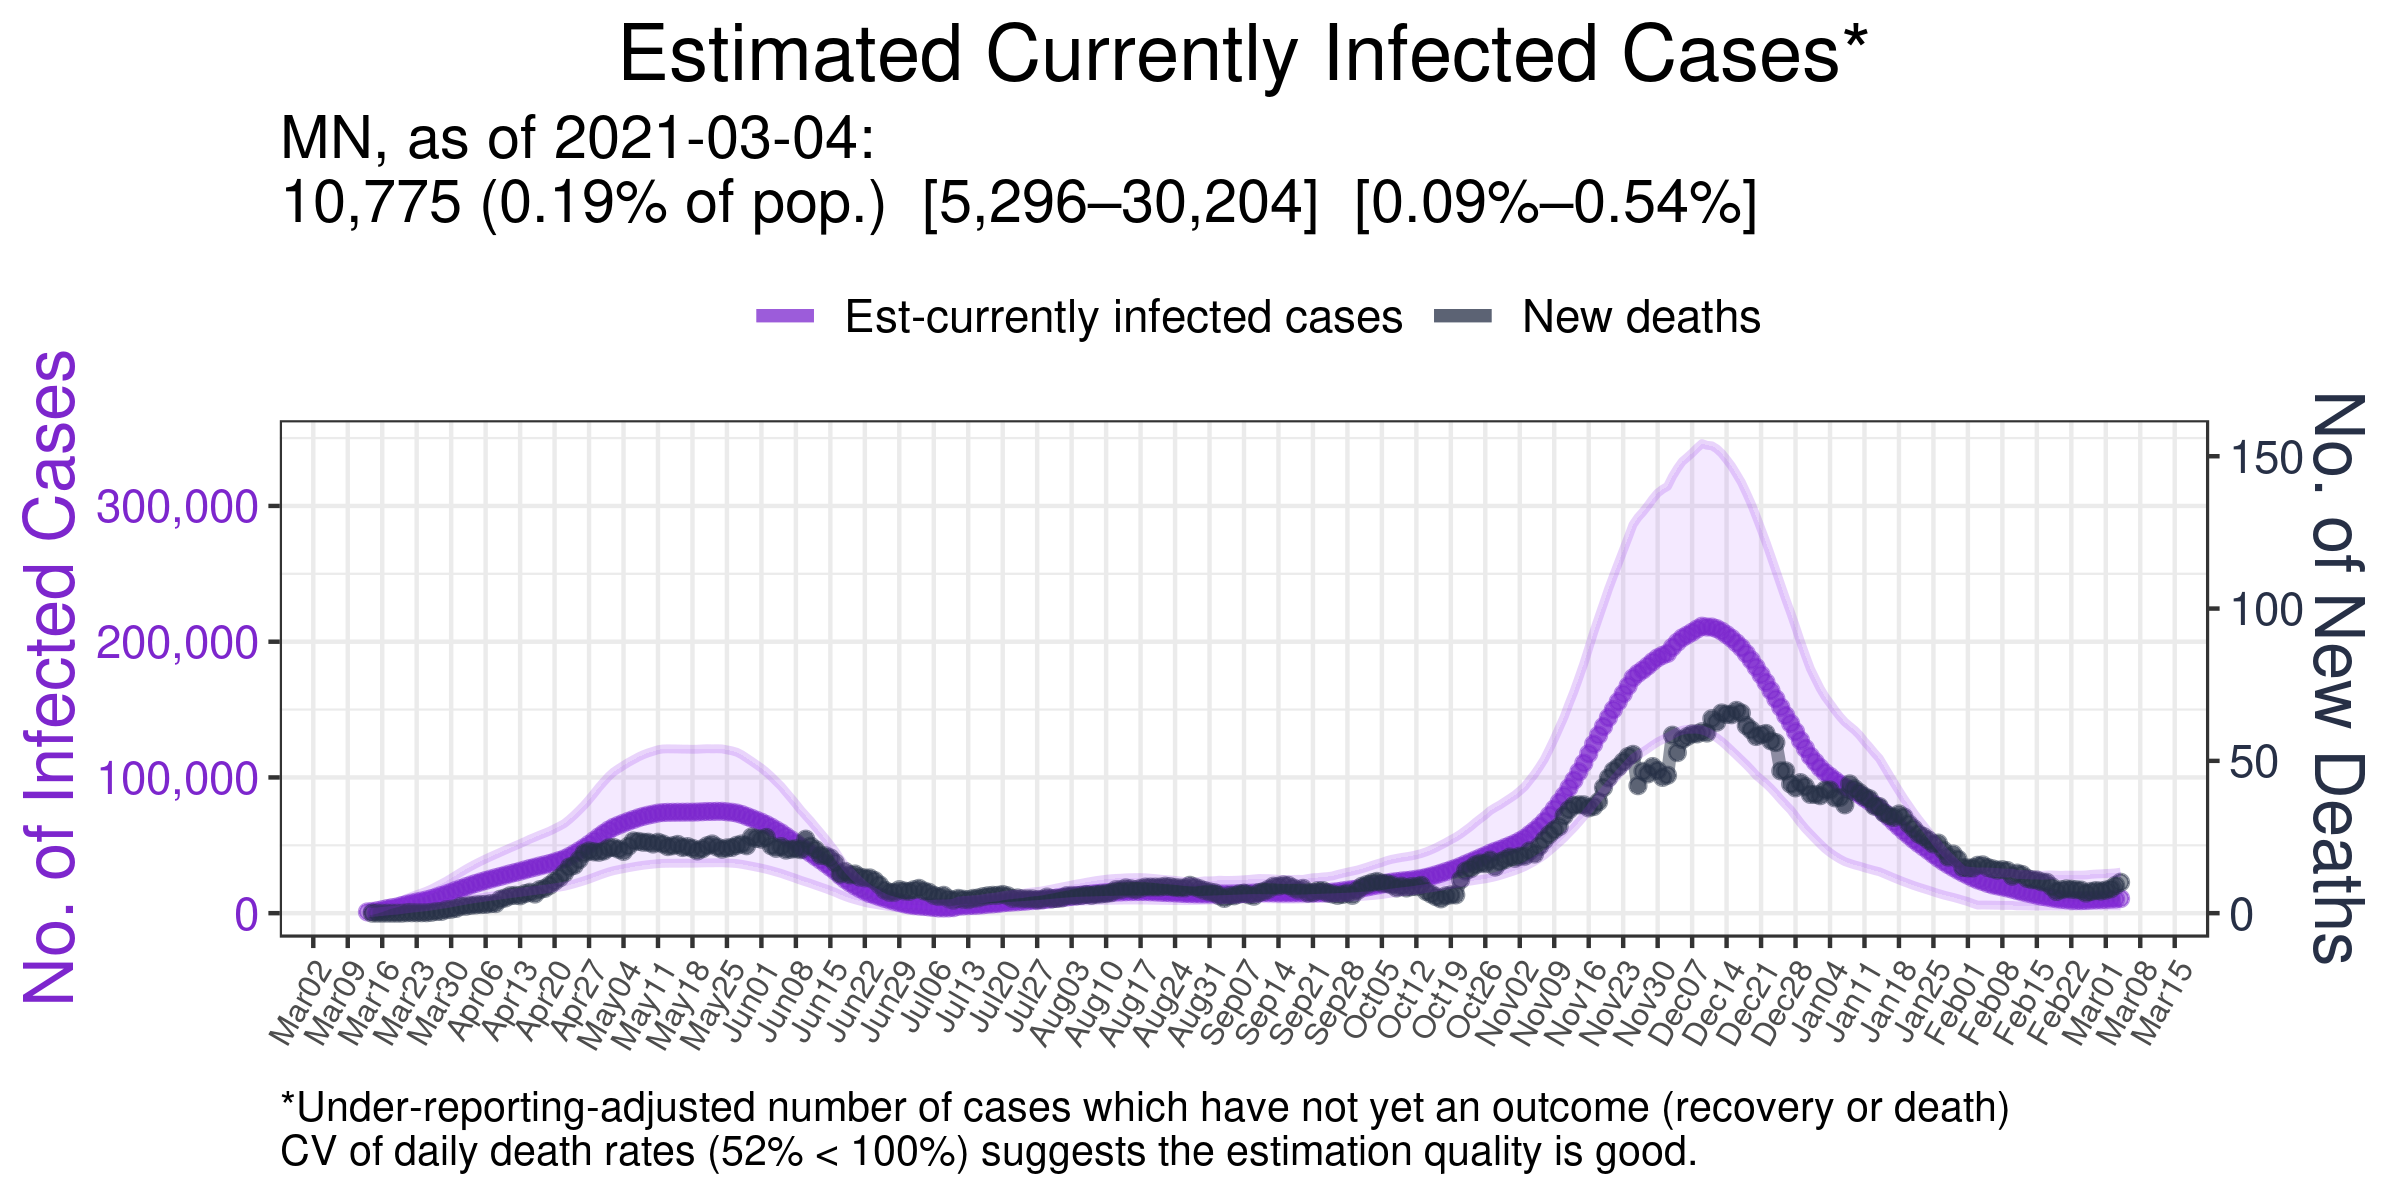 Estimated Currently Infected Cases*
MN, as of 2021-03-04:
10,775 (0.19% of pop.)  [5,296–30,204]  [0.09%–0.54%]
Est-currently infected cases
New deaths
No. of Infected Cases
300,000
200,000
100,000
0
150
100
50
0
No. of New Deaths
Mar02
Mar09
Mar16
Mar23
Mar30
Apr06
Apr13
Apr20
Apr27
May04
May11
May18
May25
Jun01
Jun08
Jun15
Jun22
Jun29
Jul06
Jul13
Jul20
Jul27
Aug03
Aug10
Aug17
Aug24
Aug31
Sep07
Sep14
Sep21
Sep28
Oct05
Oct12
Oct19
Oct26
Nov02
Nov09
Nov16
Nov23
Nov30
Dec07
Dec14
Dec21
Dec28
Jan04
Jan11
Jan18
Jan25
Feb01
Feb08
Feb15
Feb22
Mar01
Mar08
Mar15
*Under-reporting-adjusted number of cases which have not yet an outcome (recovery or death)
CV of daily death rates (52% < 100%) suggests the estimation quality is good.